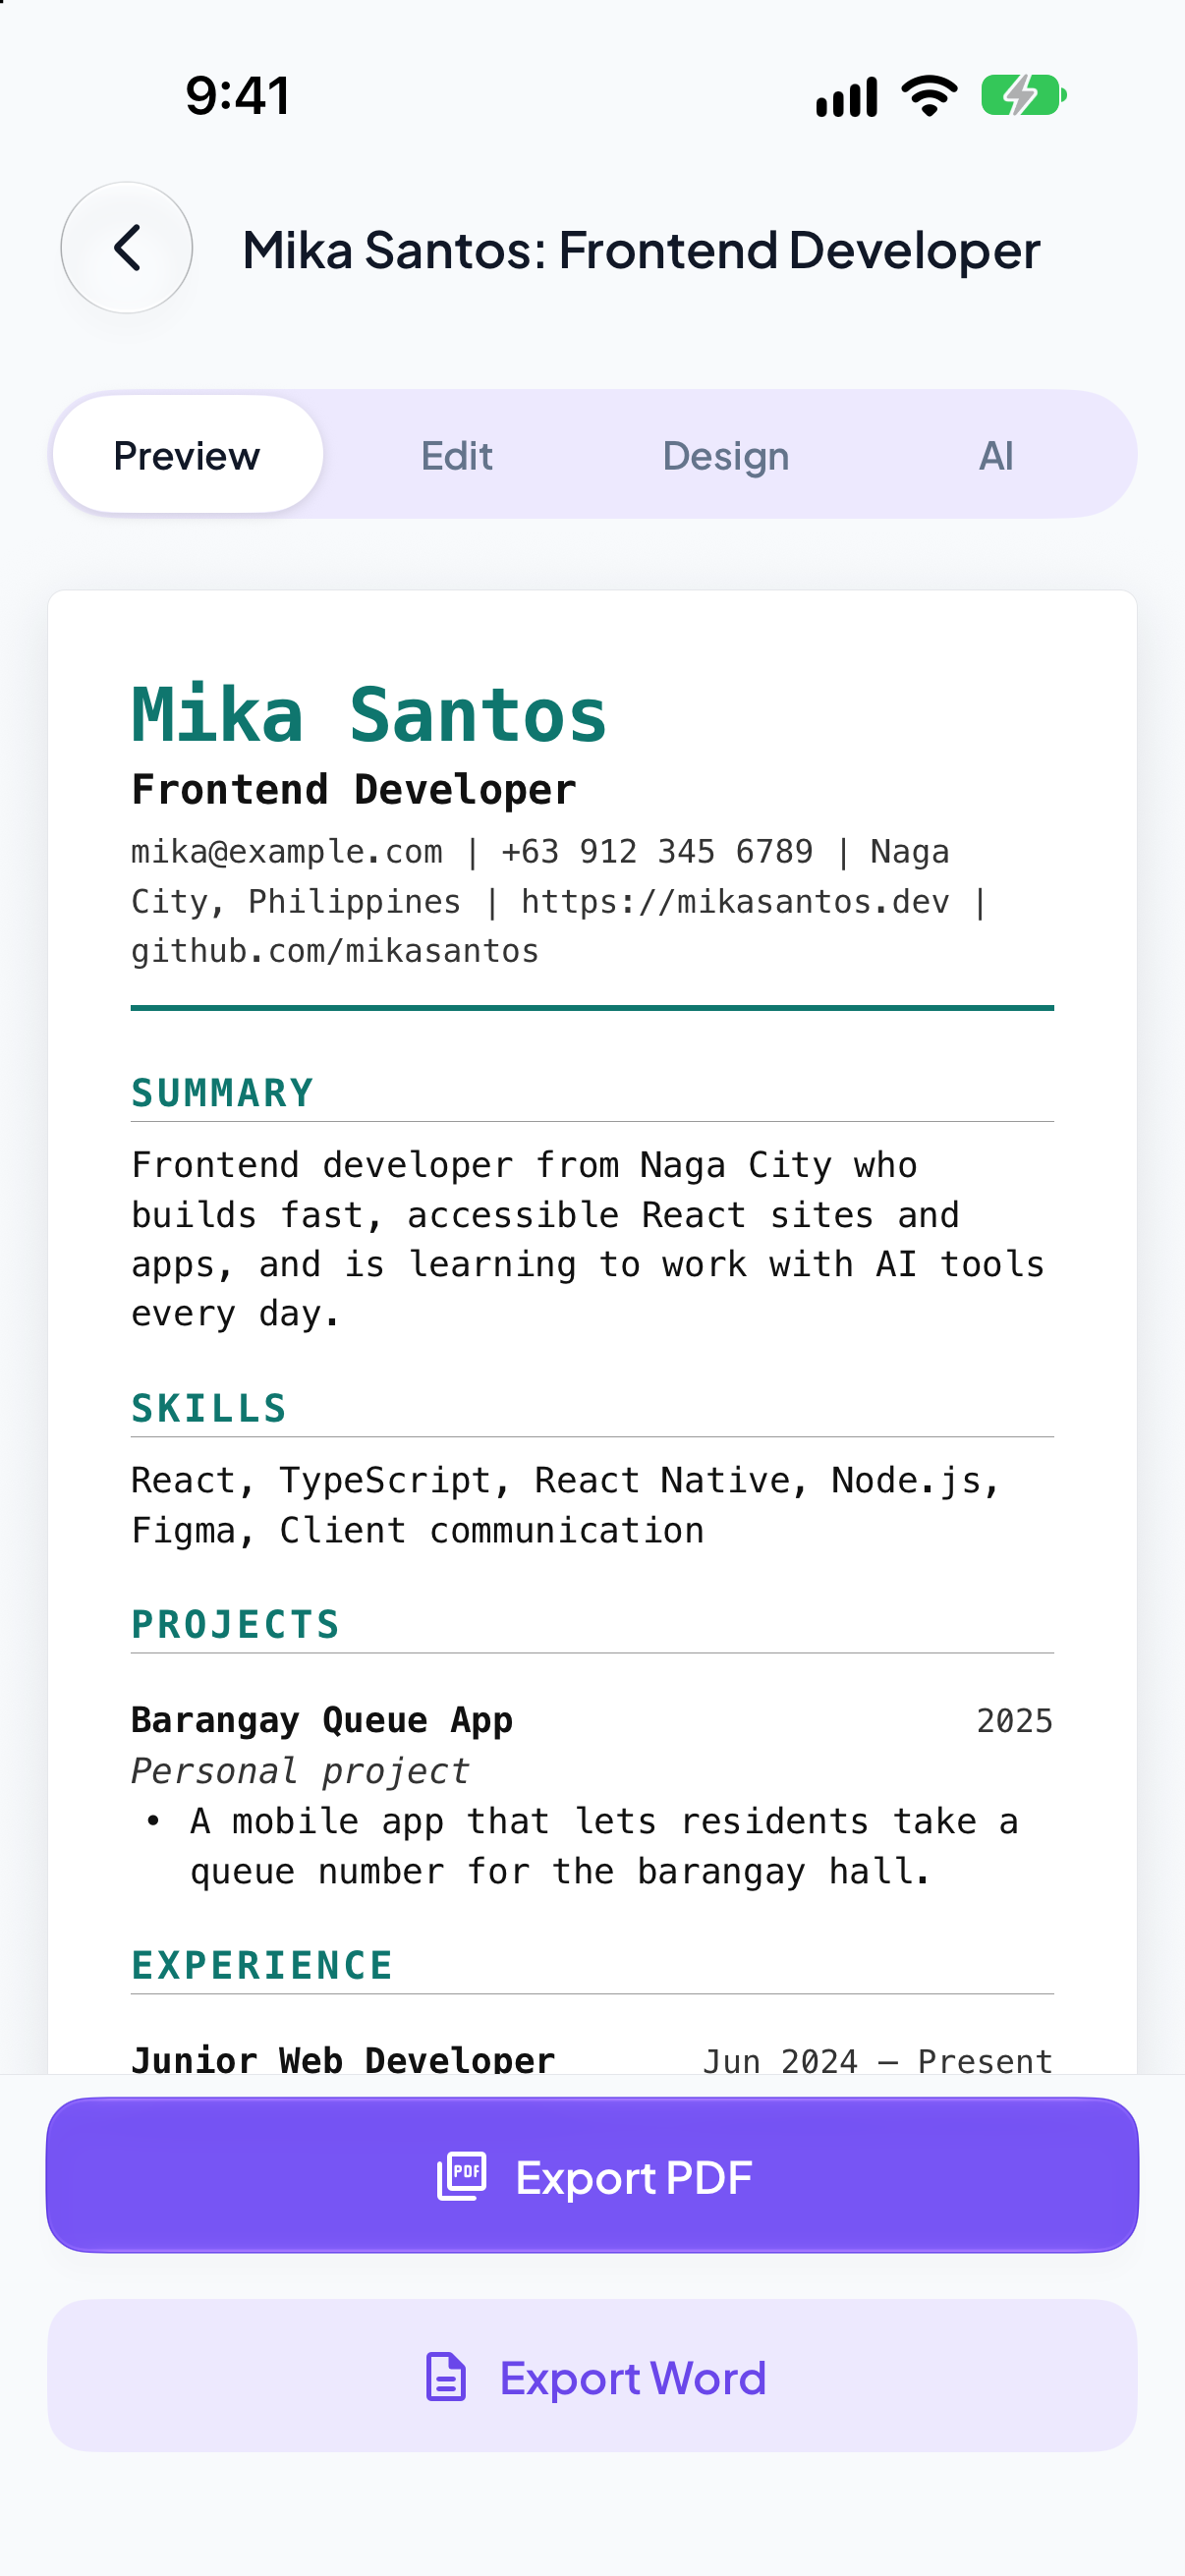 9:41
Mika Santos: Frontend Developer
Preview
Edit
Design
AI
Mika Santos
Frontend Developer
mika@example.com | +63 912 345 6789 | Naga
City, Philippines | https://mikasantos.dev |
github.com/mikasantos
SUMMARY
Frontend developer from Naga City who
builds fast, accessible React sites and
apps, and is learning to work with AI tools
every day.
SKILLS
React, TypeScript, React Native, Node.js,
Figma, Client communication
PROJECTS
Barangay Queue App 2025
Personal project
• A mobile app that lets residents take a
queue number for the barangay hall.
EXPERIENCE
Junior Web Developer Jun 2024 – Present
PDF Export PDF
Export Word